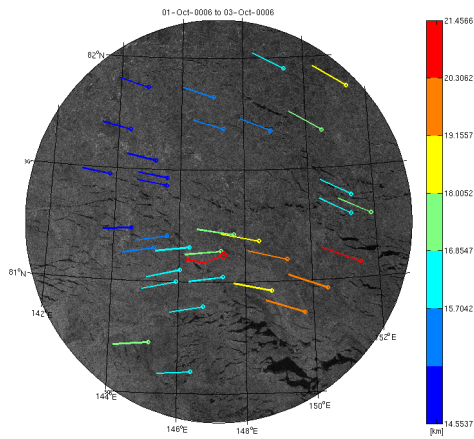 01-Oct-0006 to 03-Oct-0006
82°N
81°N
142°E
144°E
146°E
148°E
150°E
152°E
21.4566
20.3062
19.1557
18.0052
16.8547
15.7042
14.5537
[km]